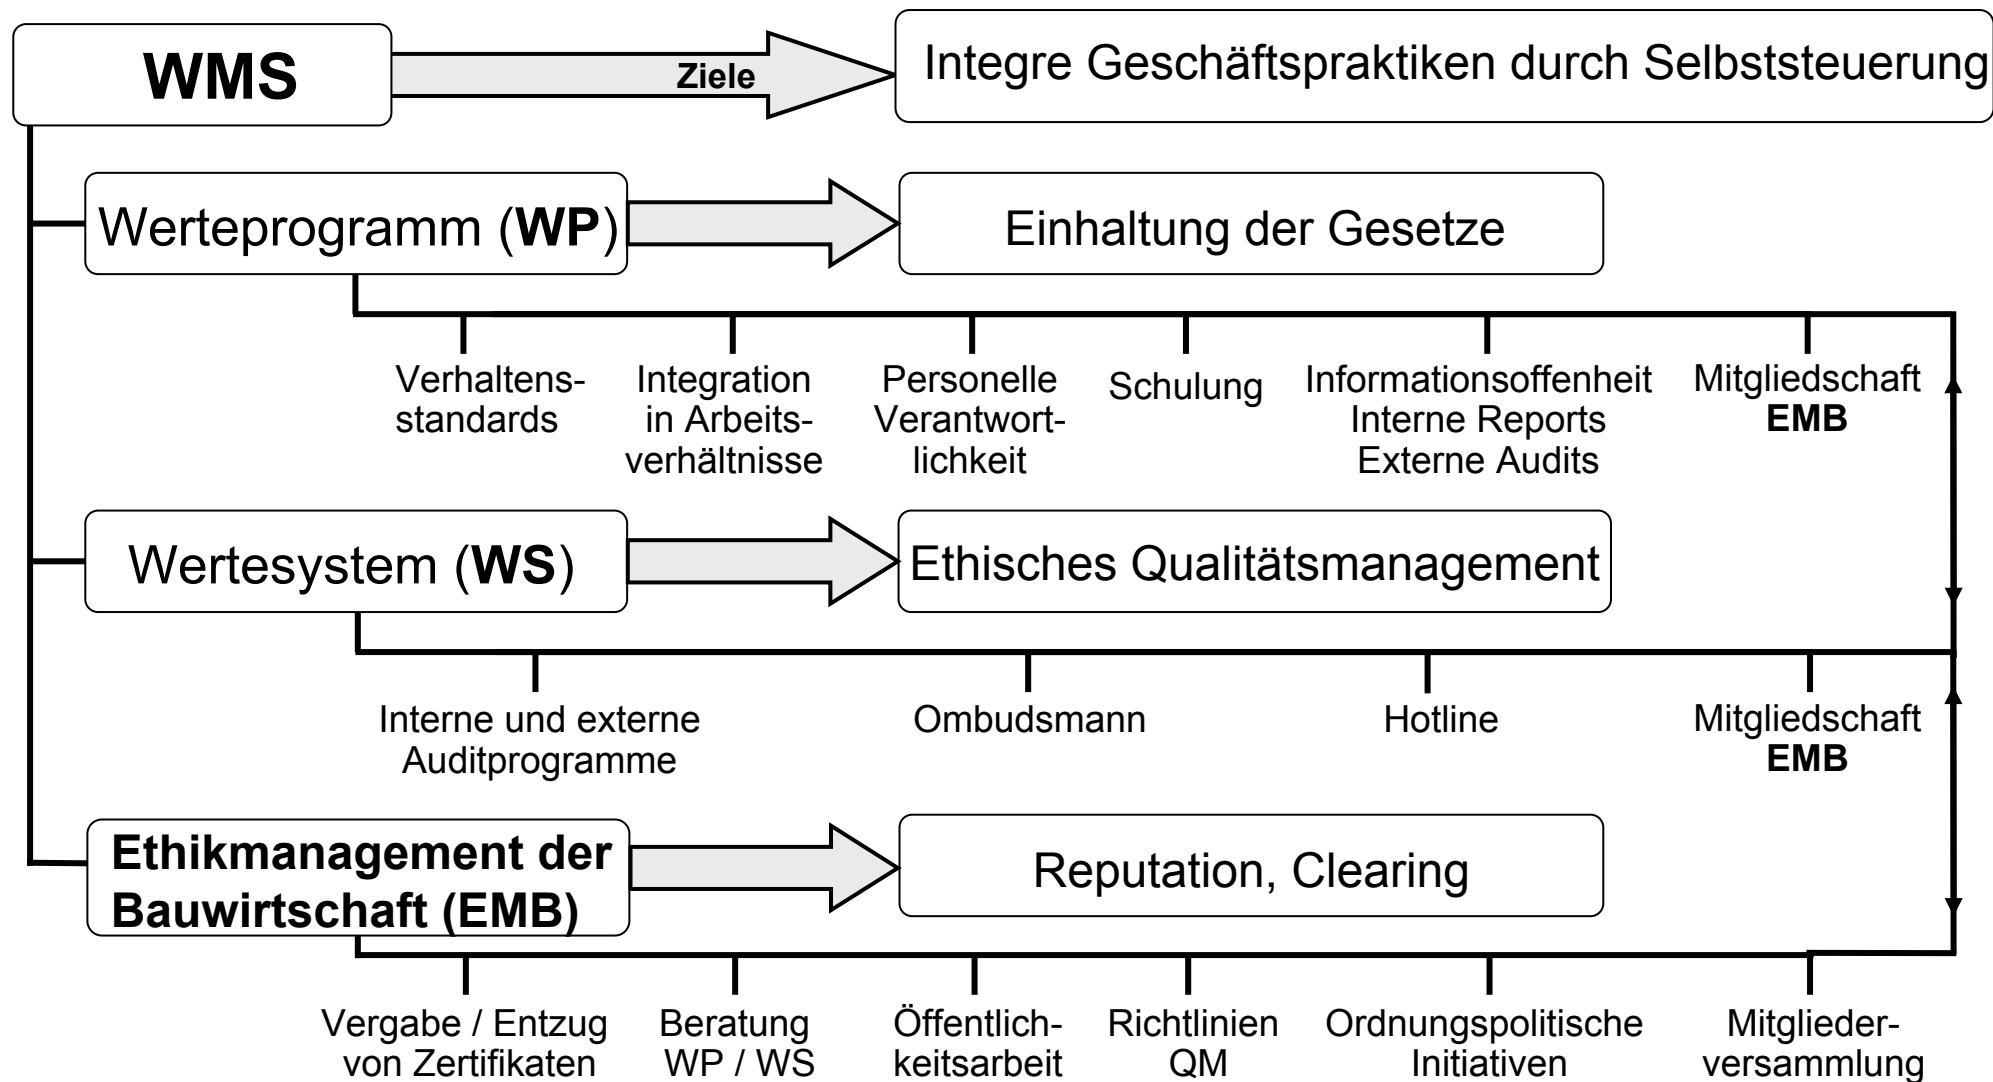 WMS
Ziele
Integre Geschäftspraktiken durch Selbststeuerung
Werteprogramm (WP)
Einhaltung der Gesetze
Verhaltens-
standards
Integration
in Arbeits-
verhältnisse
Personelle
Verantwort-
lichkeit
Schulung
Informationsoffenheit
Interne Reports
Externe Audits
Mitgliedschaft
EMB
Wertesystem (WS)
Ethisches Qualitätsmanagement
Interne und externe
Auditprogramme
Ombudsmann
Hotline
Mitgliedschaft
EMB
Ethikmanagement der
Bauwirtschaft (EMB)
Reputation, Clearing
Vergabe / Entzug
von Zertifikaten
Beratung
WP / WS
Öffentlich-
keitsarbeit
Richtlinien
QM
Ordnungspolitische
Initiativen
Mitglieder-
versammlung